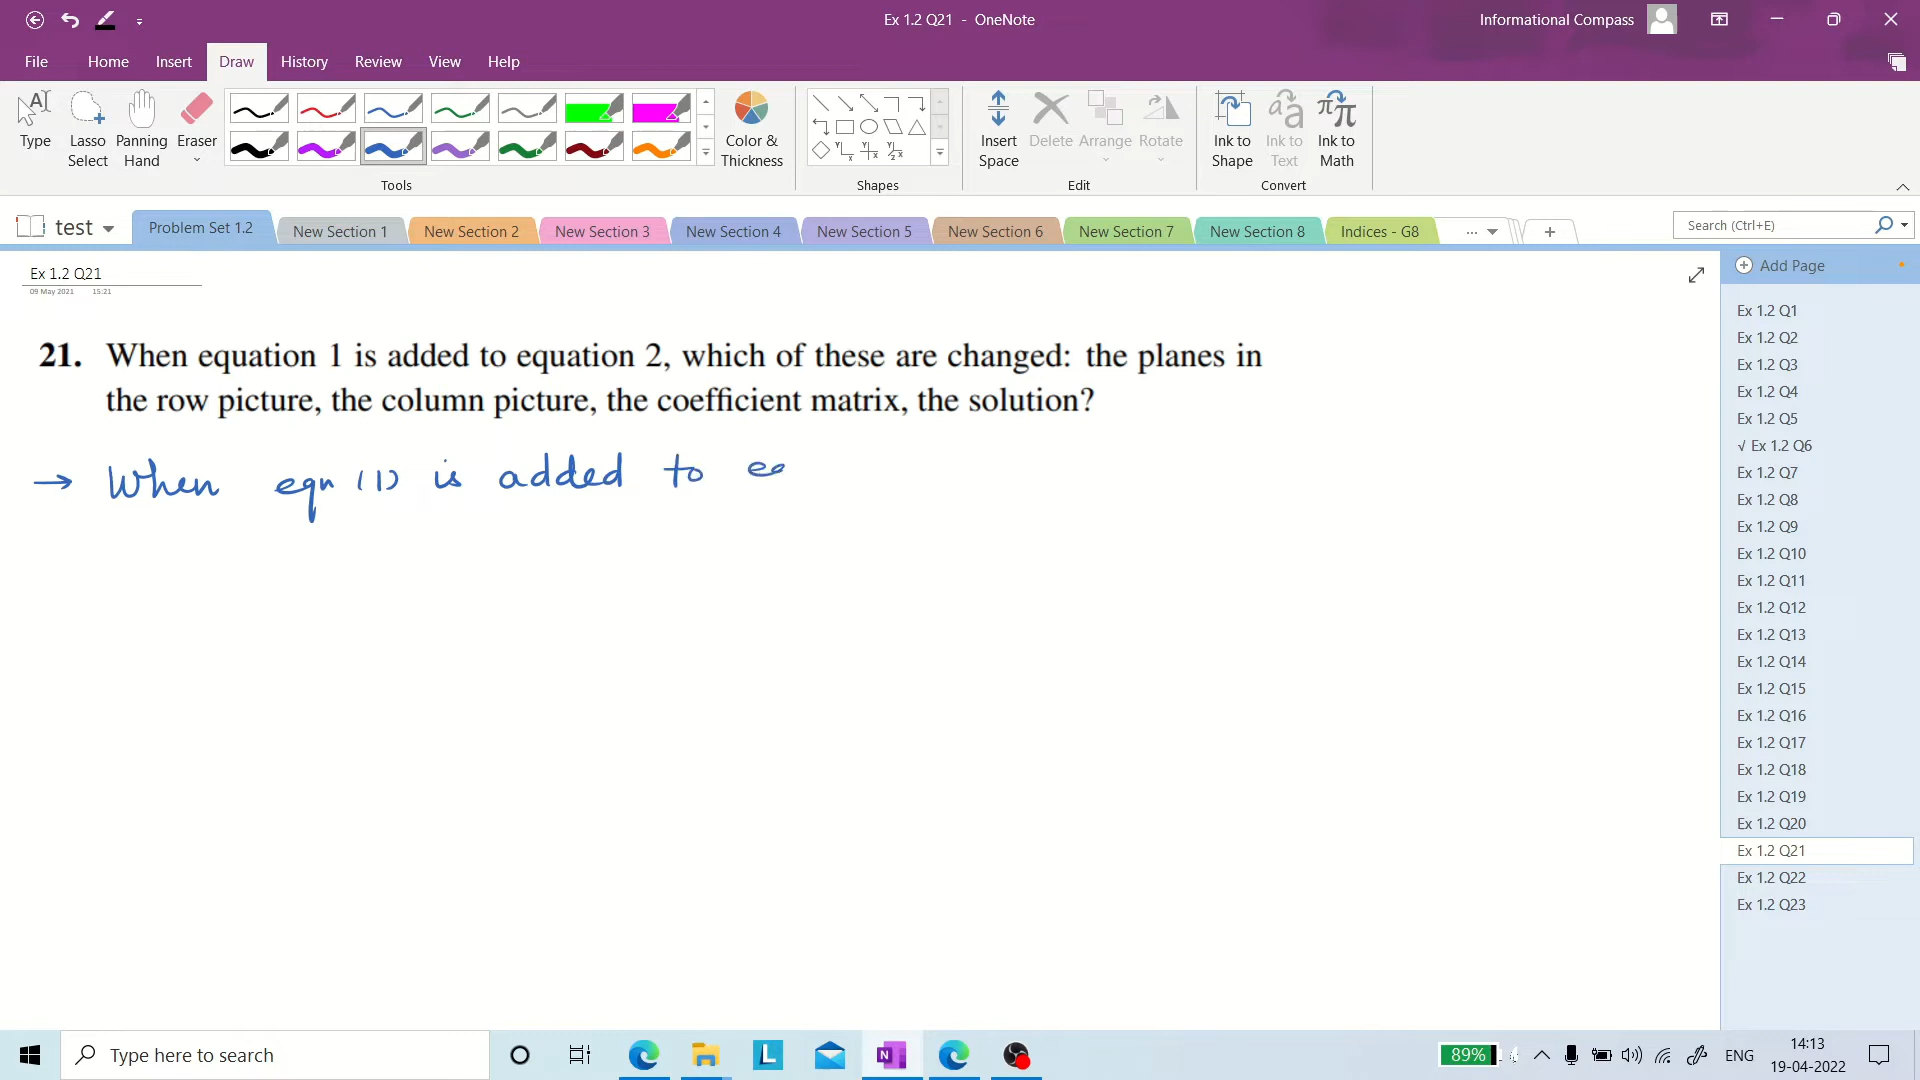 Ex 1.2 Q21 - OneNote
Informational Compass
File Home Insert Draw History Review View Help
Type
Lasso Select
Panning Hand
Eraser
Color & Thickness
Insert Space
Delete
Arrange
Rotate
Ink to Shape
Ink to Text
Ink to Math
Tools
Shapes
Edit
Convert
test
Problem Set 1.2
New Section 1
New Section 2
New Section 3
New Section 4
New Section 5
New Section 6
New Section 7
New Section 8
Indices - G8
Search (Ctrl+E)
Ex 1.2 Q21
09 May 2021 15:21
21. When equation 1 is added to equation 2, which of these are changed: the planes in
the row picture, the column picture, the coefficient matrix, the solution?
→ When eqn (1) is added to
Add Page
Ex 1.2 Q1
Ex 1.2 Q2
Ex 1.2 Q3
Ex 1.2 Q4
Ex 1.2 Q5
√ Ex 1.2 Q6
Ex 1.2 Q7
Ex 1.2 Q8
Ex 1.2 Q9
Ex 1.2 Q10
Ex 1.2 Q11
Ex 1.2 Q12
Ex 1.2 Q13
Ex 1.2 Q14
Ex 1.2 Q15
Ex 1.2 Q16
Ex 1.2 Q17
Ex 1.2 Q18
Ex 1.2 Q19
Ex 1.2 Q20
Ex 1.2 Q21
Ex 1.2 Q22
Ex 1.2 Q23
Type here to search
89%
ENG
14:13
19-04-2022